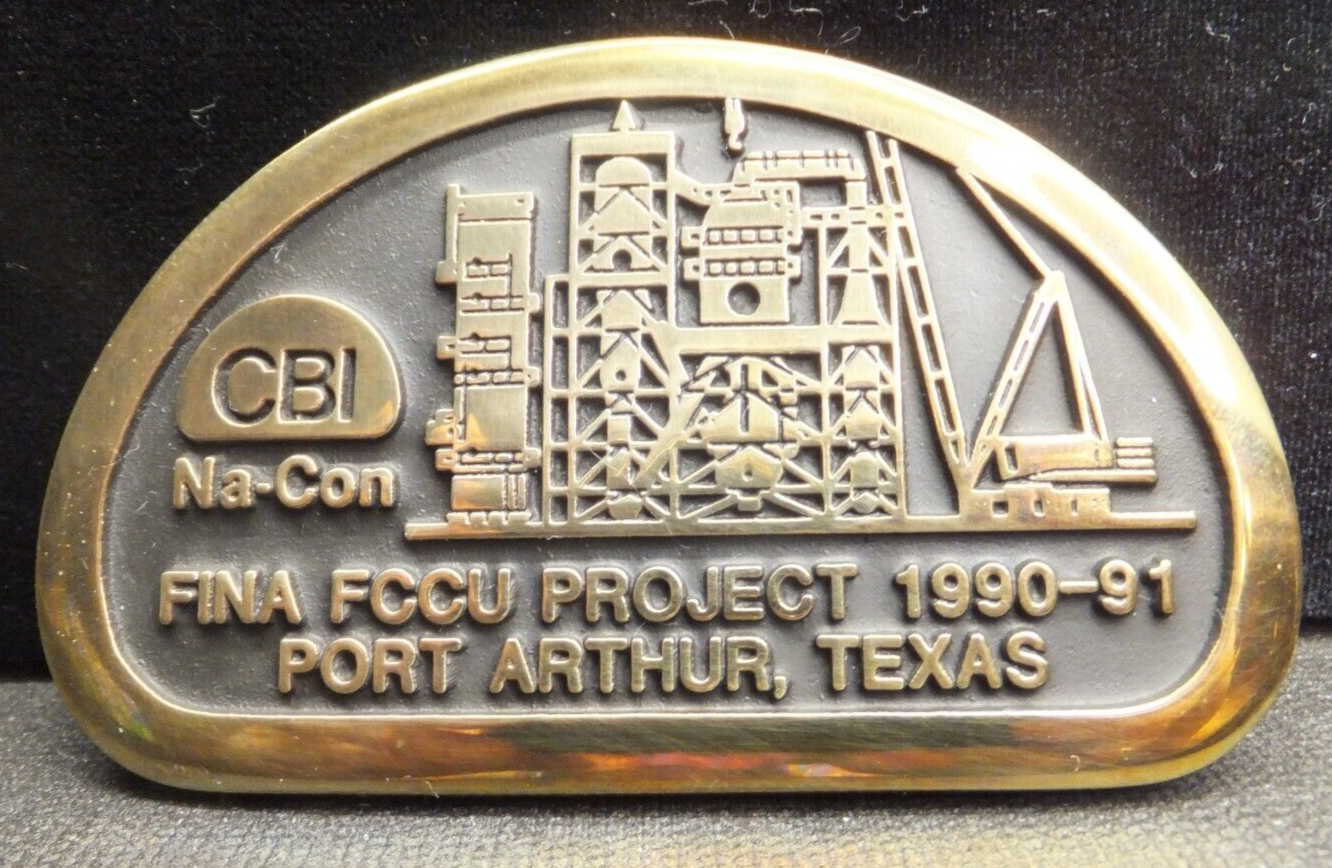 CBI
Na-Con
FINA FCCU PROJECT 1990-91
PORT ARTHUR, TEXAS